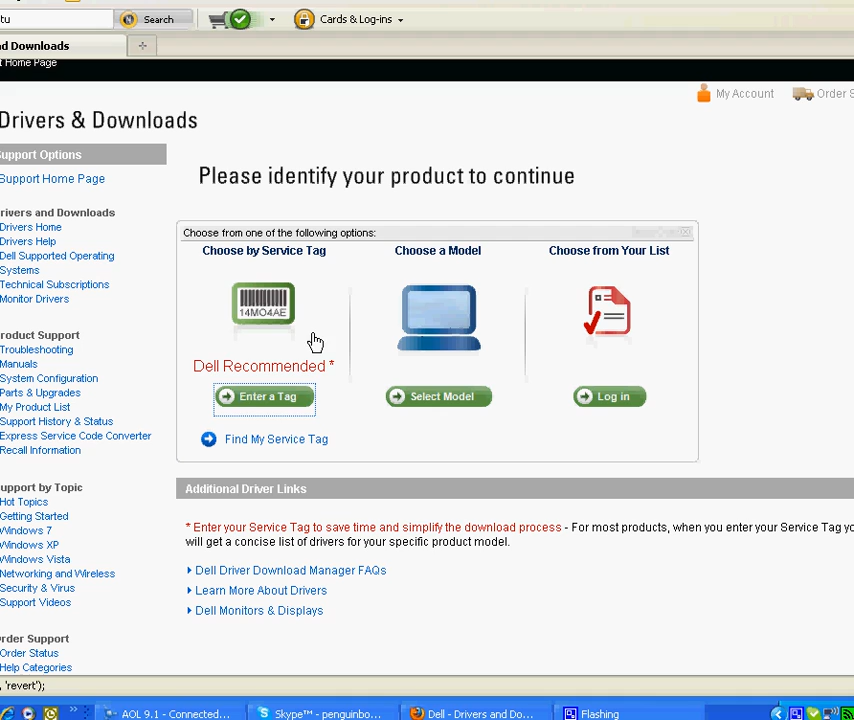 tu
Search
Cards & Log-ins
nd Downloads
t Home Page
My Account
Order S
Drivers & Downloads
upport Options
Support Home Page
Please identify your product to continue
rivers and Downloads
Drivers Home
Drivers Help
Dell Supported Operating
Systems
Technical Subscriptions
Monitor Drivers
Choose from one of the following options:
Choose by Service Tag
Choose a Model
Choose from Your List
14MO4AE
Dell Recommended *
Enter a Tag
Select Model
Log in
Find My Service Tag
roduct Support
Troubleshooting
Manuals
System Configuration
Parts & Upgrades
My Product List
Support History & Status
Express Service Code Converter
Recall Information
upport by Topic
Hot Topics
Getting Started
Windows 7
Windows XP
Windows Vista
Networking and Wireless
Security & Virus
Support Videos
Additional Driver Links
* Enter your Service Tag to save time and simplify the download process - For most products, when you enter your Service Tag yo
will get a concise list of drivers for your specific product model.
Dell Driver Download Manager FAQs
Learn More About Drivers
Dell Monitors & Displays
rder Support
Order Status
Help Categories
, 'revert');
AOL 9.1 - Connected...
Skype™ - penguinbo...
Dell - Drivers and Do...
Flashing